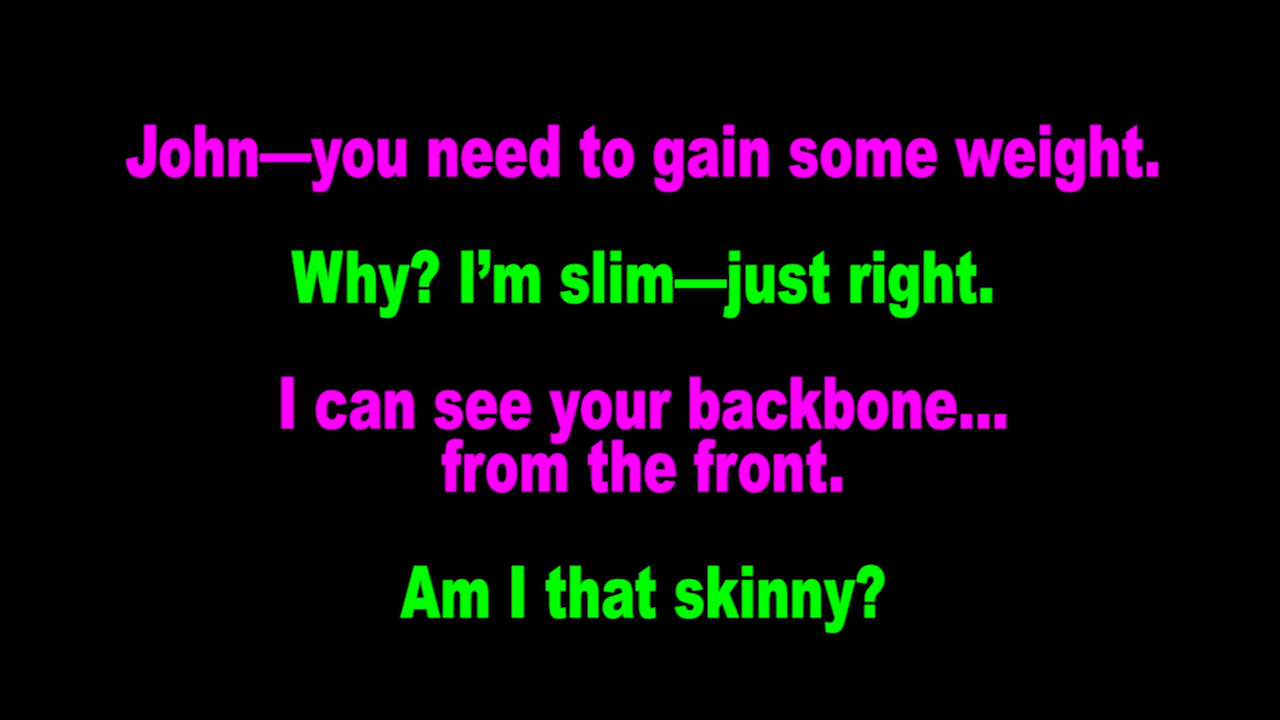 John—you need to gain some weight.
Why? I’m slim—just right.
I can see your backbone...
from the front.
Am I that skinny?